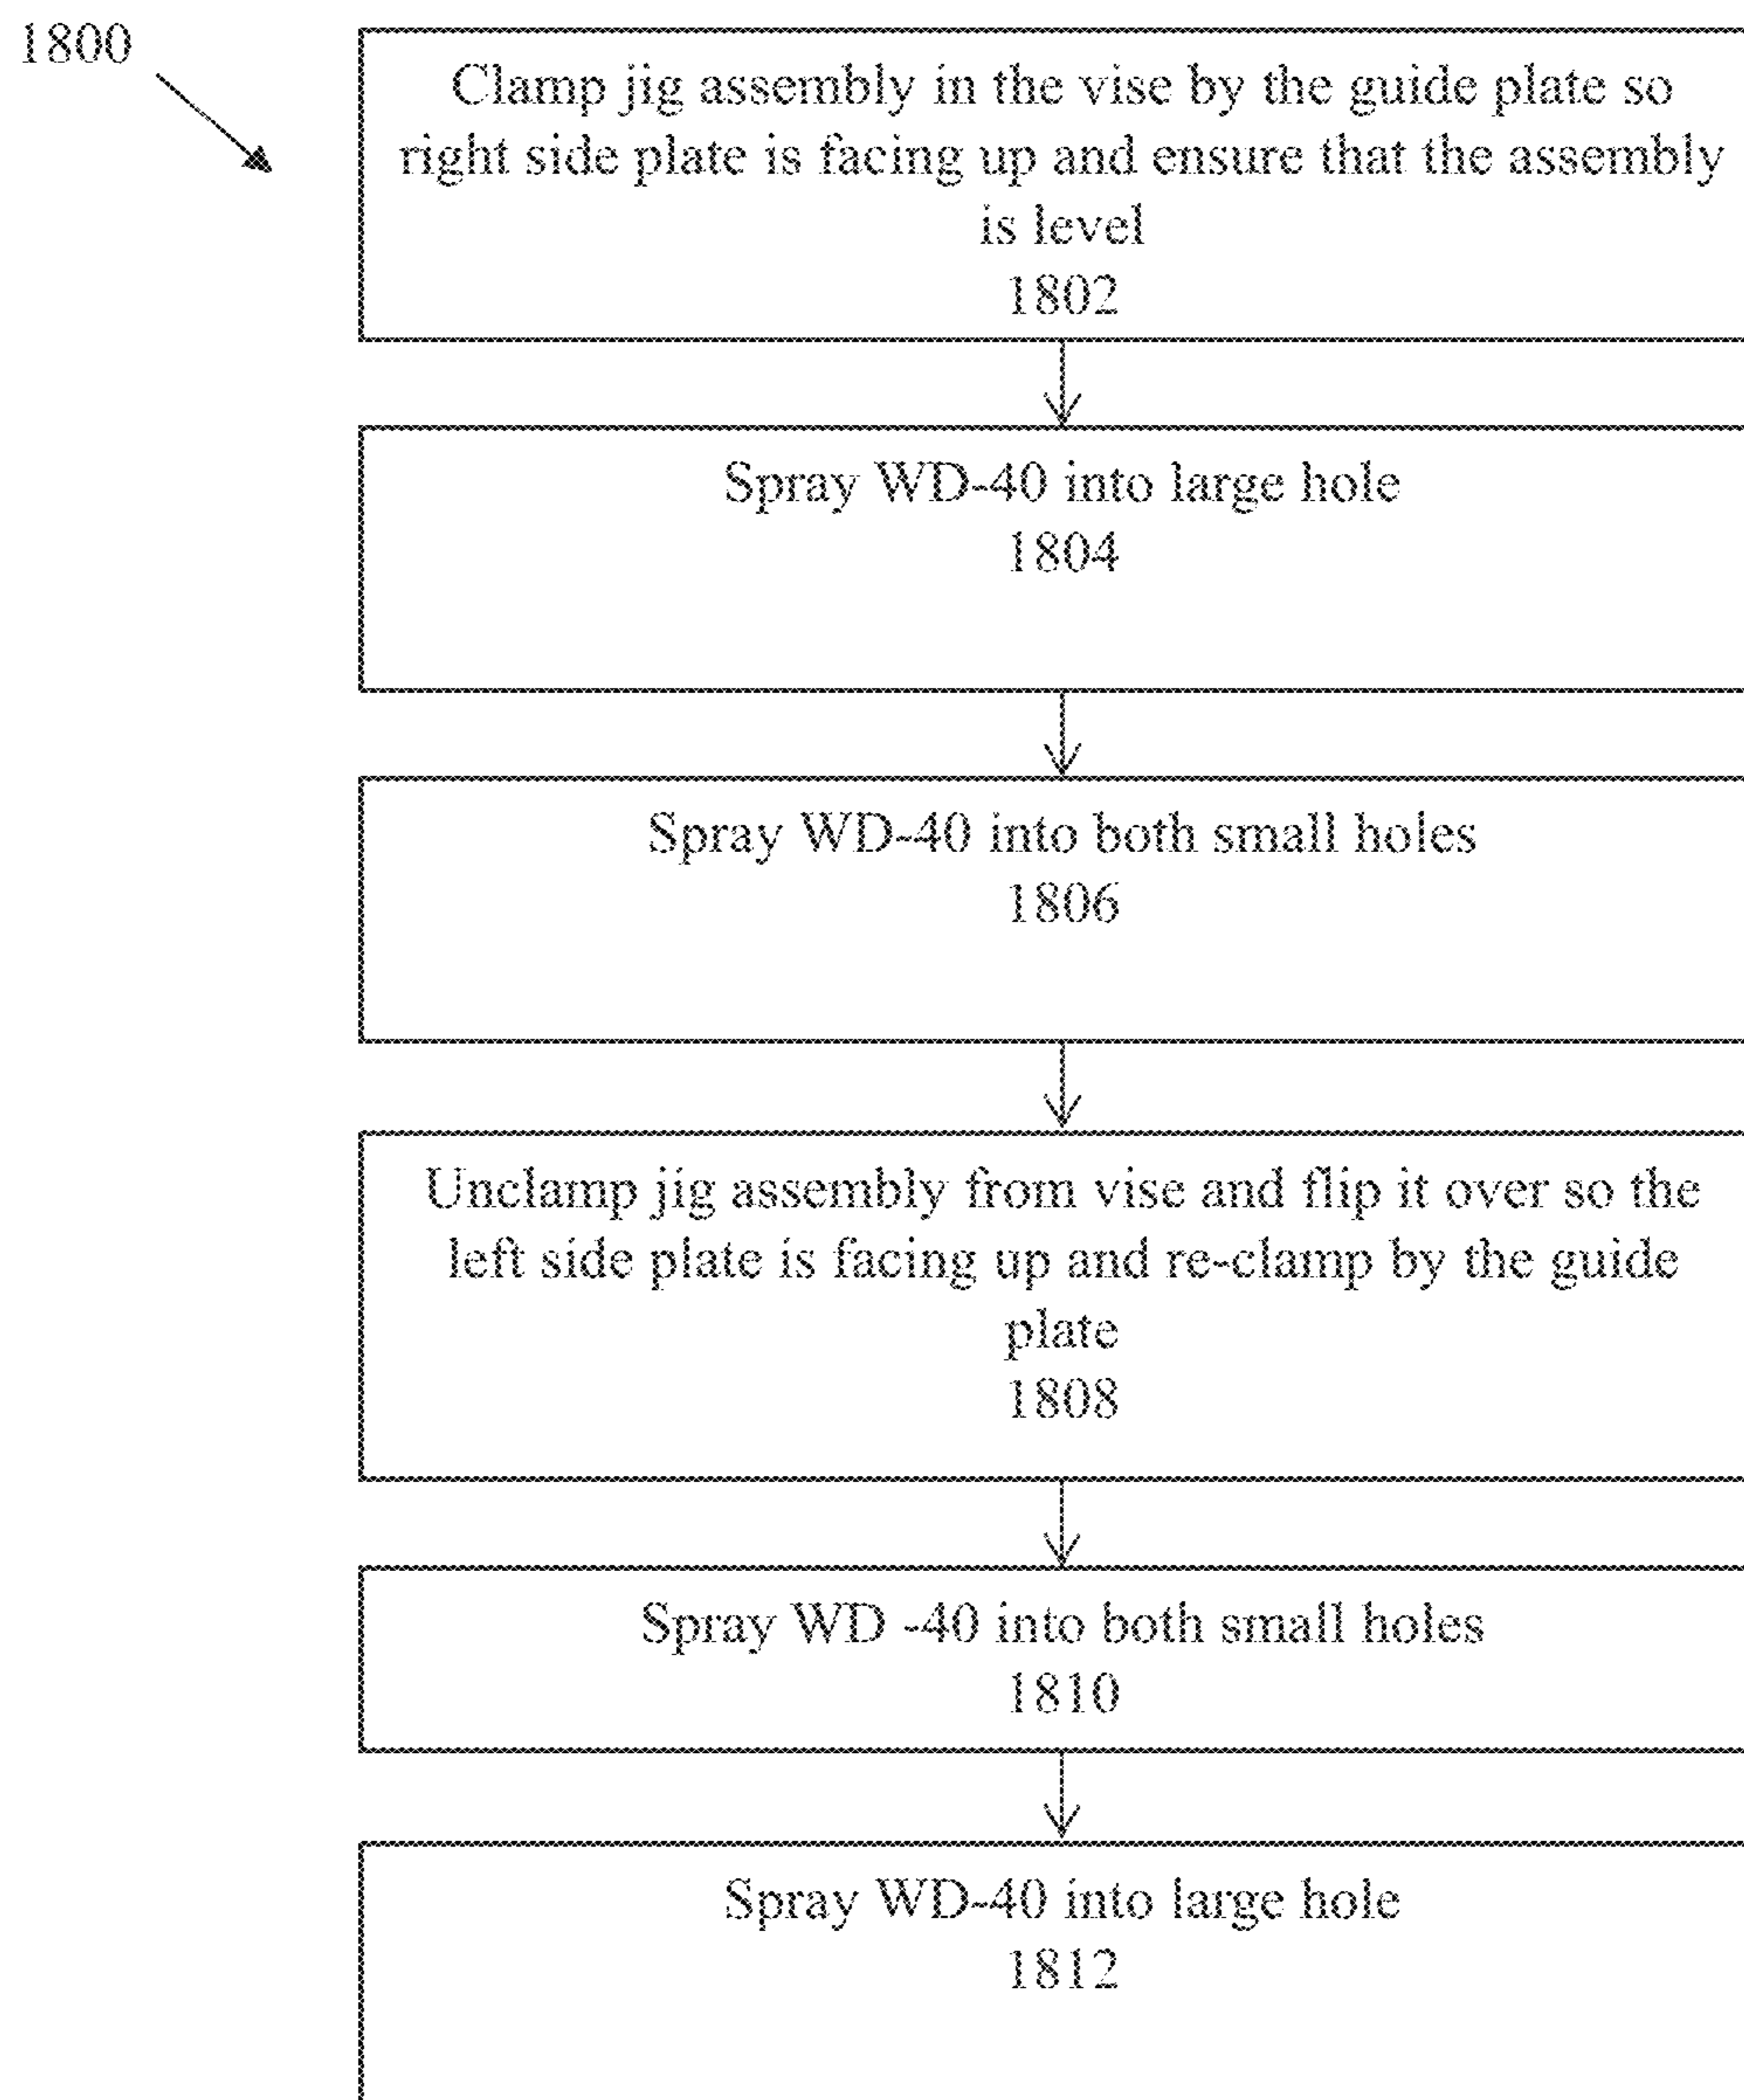 1800
Clamp jig assembly in the vise by the guide plate so
right side plate is facing up and ensure that the assembly
is level
1802
Spray WD-40 into large hole
1804
Spray WD-40 into both small holes
1806
Unclamp jig assembly from vise and flip it over so the
left side plate is facing up and re-clamp by the guide
plate
1808
Spray WD -40 into both small holes
1810
Spray WD-40 into large hole
1812